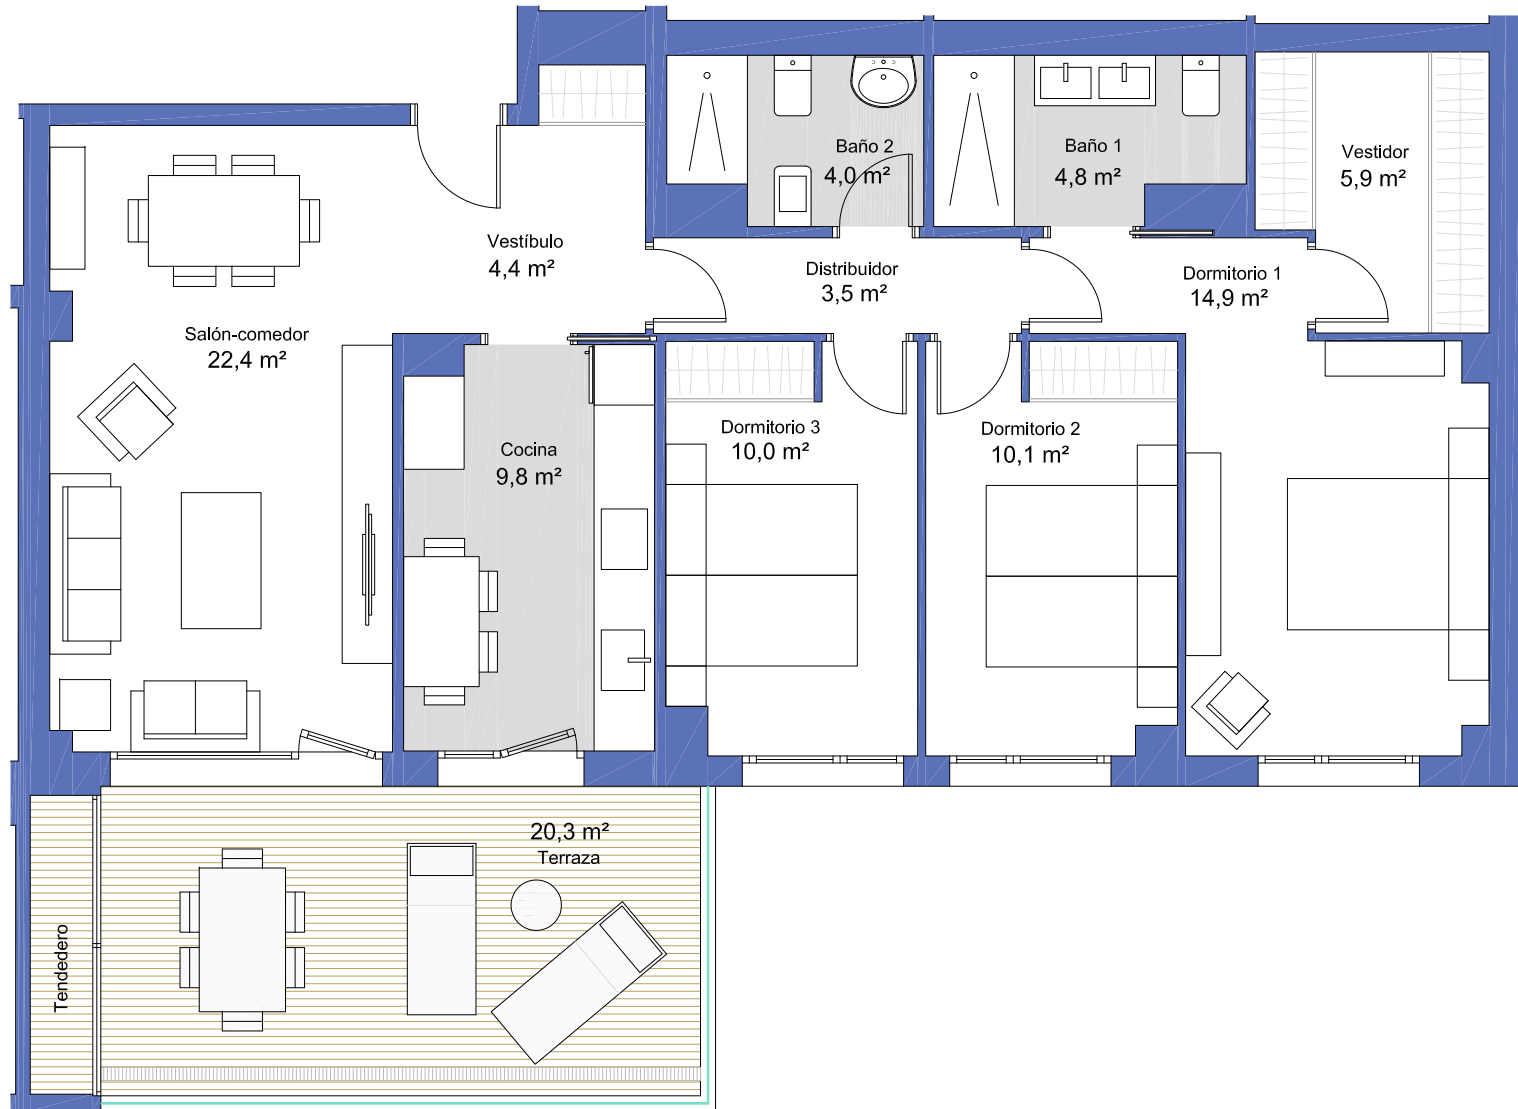 Baño 2
4,0 m²
Baño 1
4,8 m²
Vestidor
5,9 m²
Vestíbulo
4,4 m²
Distribuidor
3,5 m²
Dormitorio 1
14,9 m²
Salón-comedor
22,4 m²
Cocina
9,8 m²
Dormitorio 3
10,0 m²
Dormitorio 2
10,1 m²
20,3 m²
Terraza
Tendedero